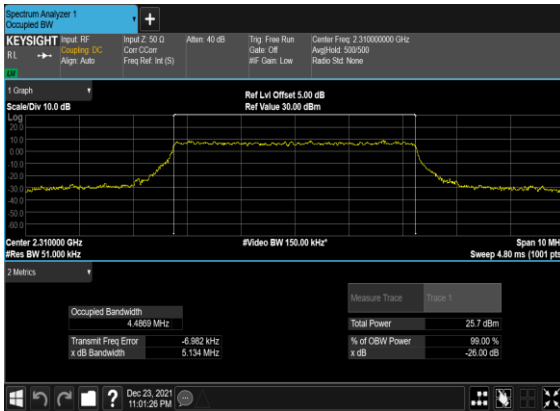 Spectrum Analyzer 1
Occupied BW
KEYSIGHT
RL
Input: RF
Coupling: DC
Align: Auto
Input Z: 50 Ω
Corr CCorr
Freq Ref: Int (S)
Atten: 40 dB
Trig: Free Run
Gate: Off
#IF Gain: Low
Center Freq: 2.310000000 GHz
Avg|Hold: 500/500
Radio Std: None
LXI
1 Graph
Scale/Div 10.0 dB
Ref Lvl Offset 5.00 dB
Ref Value 30.00 dBm
Log
20.0
10.0
0.00
-10.0
-20.0
-30.0
-40.0
-50.0
-60.0
Center 2.310000 GHz
#Res BW 51.000 kHz
#Video BW 150.00 kHz*
Span 10 MH
Sweep 4.80 ms (1001 pts
2 Metrics
Measure Trace
Trace 1
Occupied Bandwidth
4.4869 MHz
Total Power
25.7 dBm
Transmit Freq Error
-6.982 kHz
% of OBW Power
99.00 %
x dB Bandwidth
5.134 MHz
x dB
-26.00 dB
?
Dec 23, 2021
11:01:26 PM